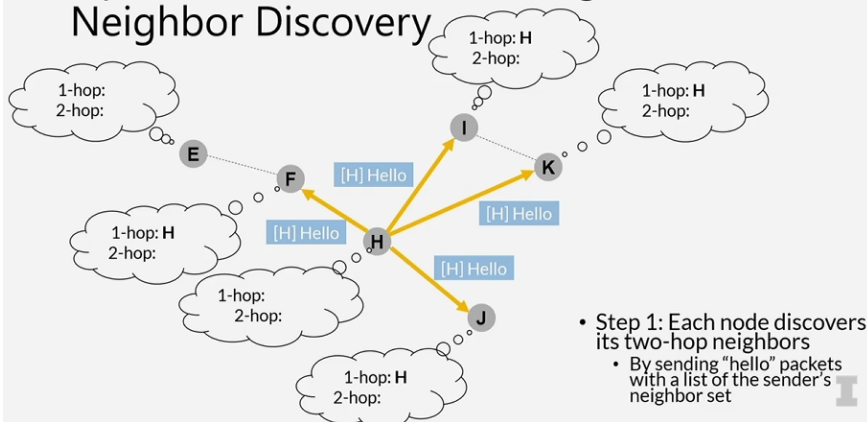 Neighbor Discovery
1-hop: H
2-hop:
1-hop:
2-hop:
1-hop: H
2-hop:
I
E
K
F
[H] Hello
[H] Hello
1-hop: H
2-hop:
[H] Hello
H
[H] Hello
1-hop:
2-hop:
J
• Step 1: Each node discovers
its two-hop neighbors
• By sending “hello” packets
with a list of the sender’s
neighbor set
1-hop: H
2-hop:
I